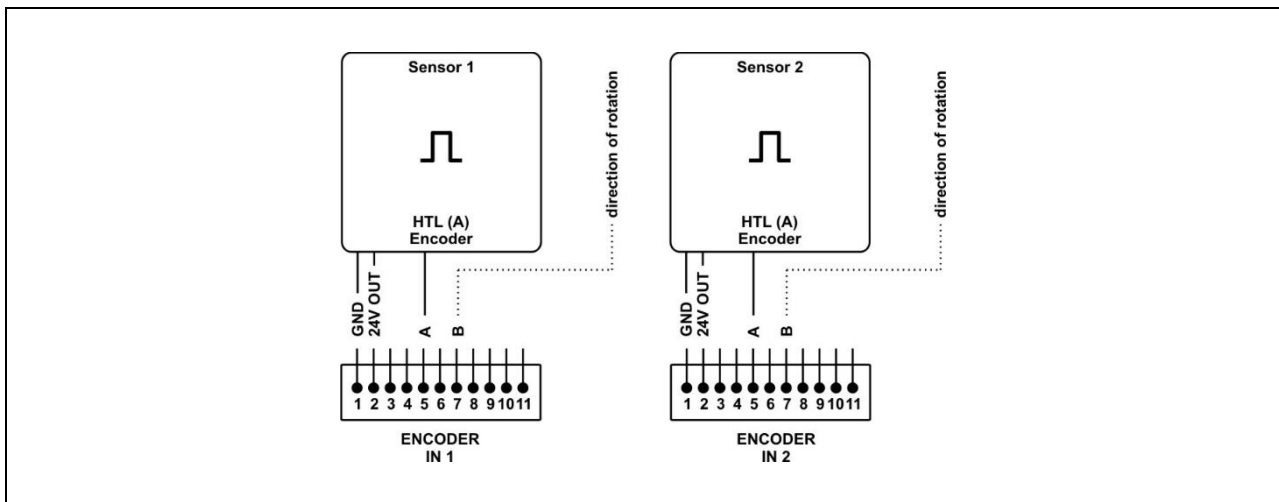 Sensor 1
HTL (A)
Encoder
direction of rotation
GND
24V OUT
A
B
1 2 3 4 5 6 7 8 9 10 11
ENCODER
IN 1
Sensor 2
HTL (A)
Encoder
direction of rotation
GND
24V OUT
A
B
1 2 3 4 5 6 7 8 9 10 11
ENCODER
IN 2